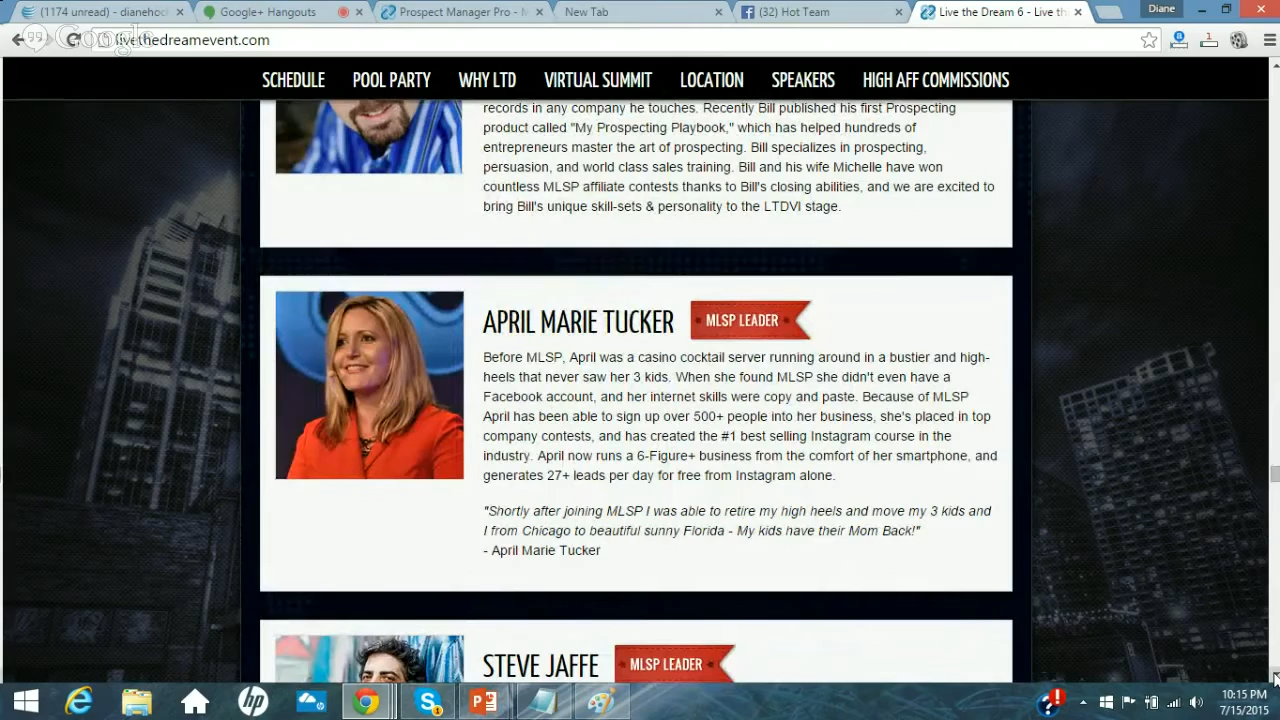 (1174 unread) - dianehoc
Google+ Hangouts
Prospect Manager Pro - M
New Tab
(32) Hot Team
Live the Dream 6 - Live th
Diane
Google
livethedreamevent.com
SCHEDULE POOL PARTY WHY LTD VIRTUAL SUMMIT LOCATION SPEAKERS HIGH AFF COMMISSIONS
records in any company he touches. Recently Bill published his first Prospecting
product called "My Prospecting Playbook," which has helped hundreds of
entrepreneurs master the art of prospecting. Bill specializes in prospecting,
persuasion, and world class sales training. Bill and his wife Michelle have won
countless MLSP affiliate contests thanks to Bill's closing abilities, and we are excited to
bring Bill's unique skill-sets & personality to the LTDVI stage.
APRIL MARIE TUCKER MLSP LEADER
Before MLSP, April was a casino cocktail server running around in a bustier and high-
heels that never saw her 3 kids. When she found MLSP she didn't even have a
Facebook account, and her internet skills were copy and paste. Because of MLSP
April has been able to sign up over 500+ people into her business, she's placed in top
company contests, and has created the #1 best selling Instagram course in the
industry. April now runs a 6-Figure+ business from the comfort of her smartphone, and
generates 27+ leads per day for free from Instagram alone.
"Shortly after joining MLSP I was able to retire my high heels and move my 3 kids and
I from Chicago to beautiful sunny Florida - My kids have their Mom Back!"
- April Marie Tucker
STEVE JAFFE MLSP LEADER
10:15 PM
7/15/2015